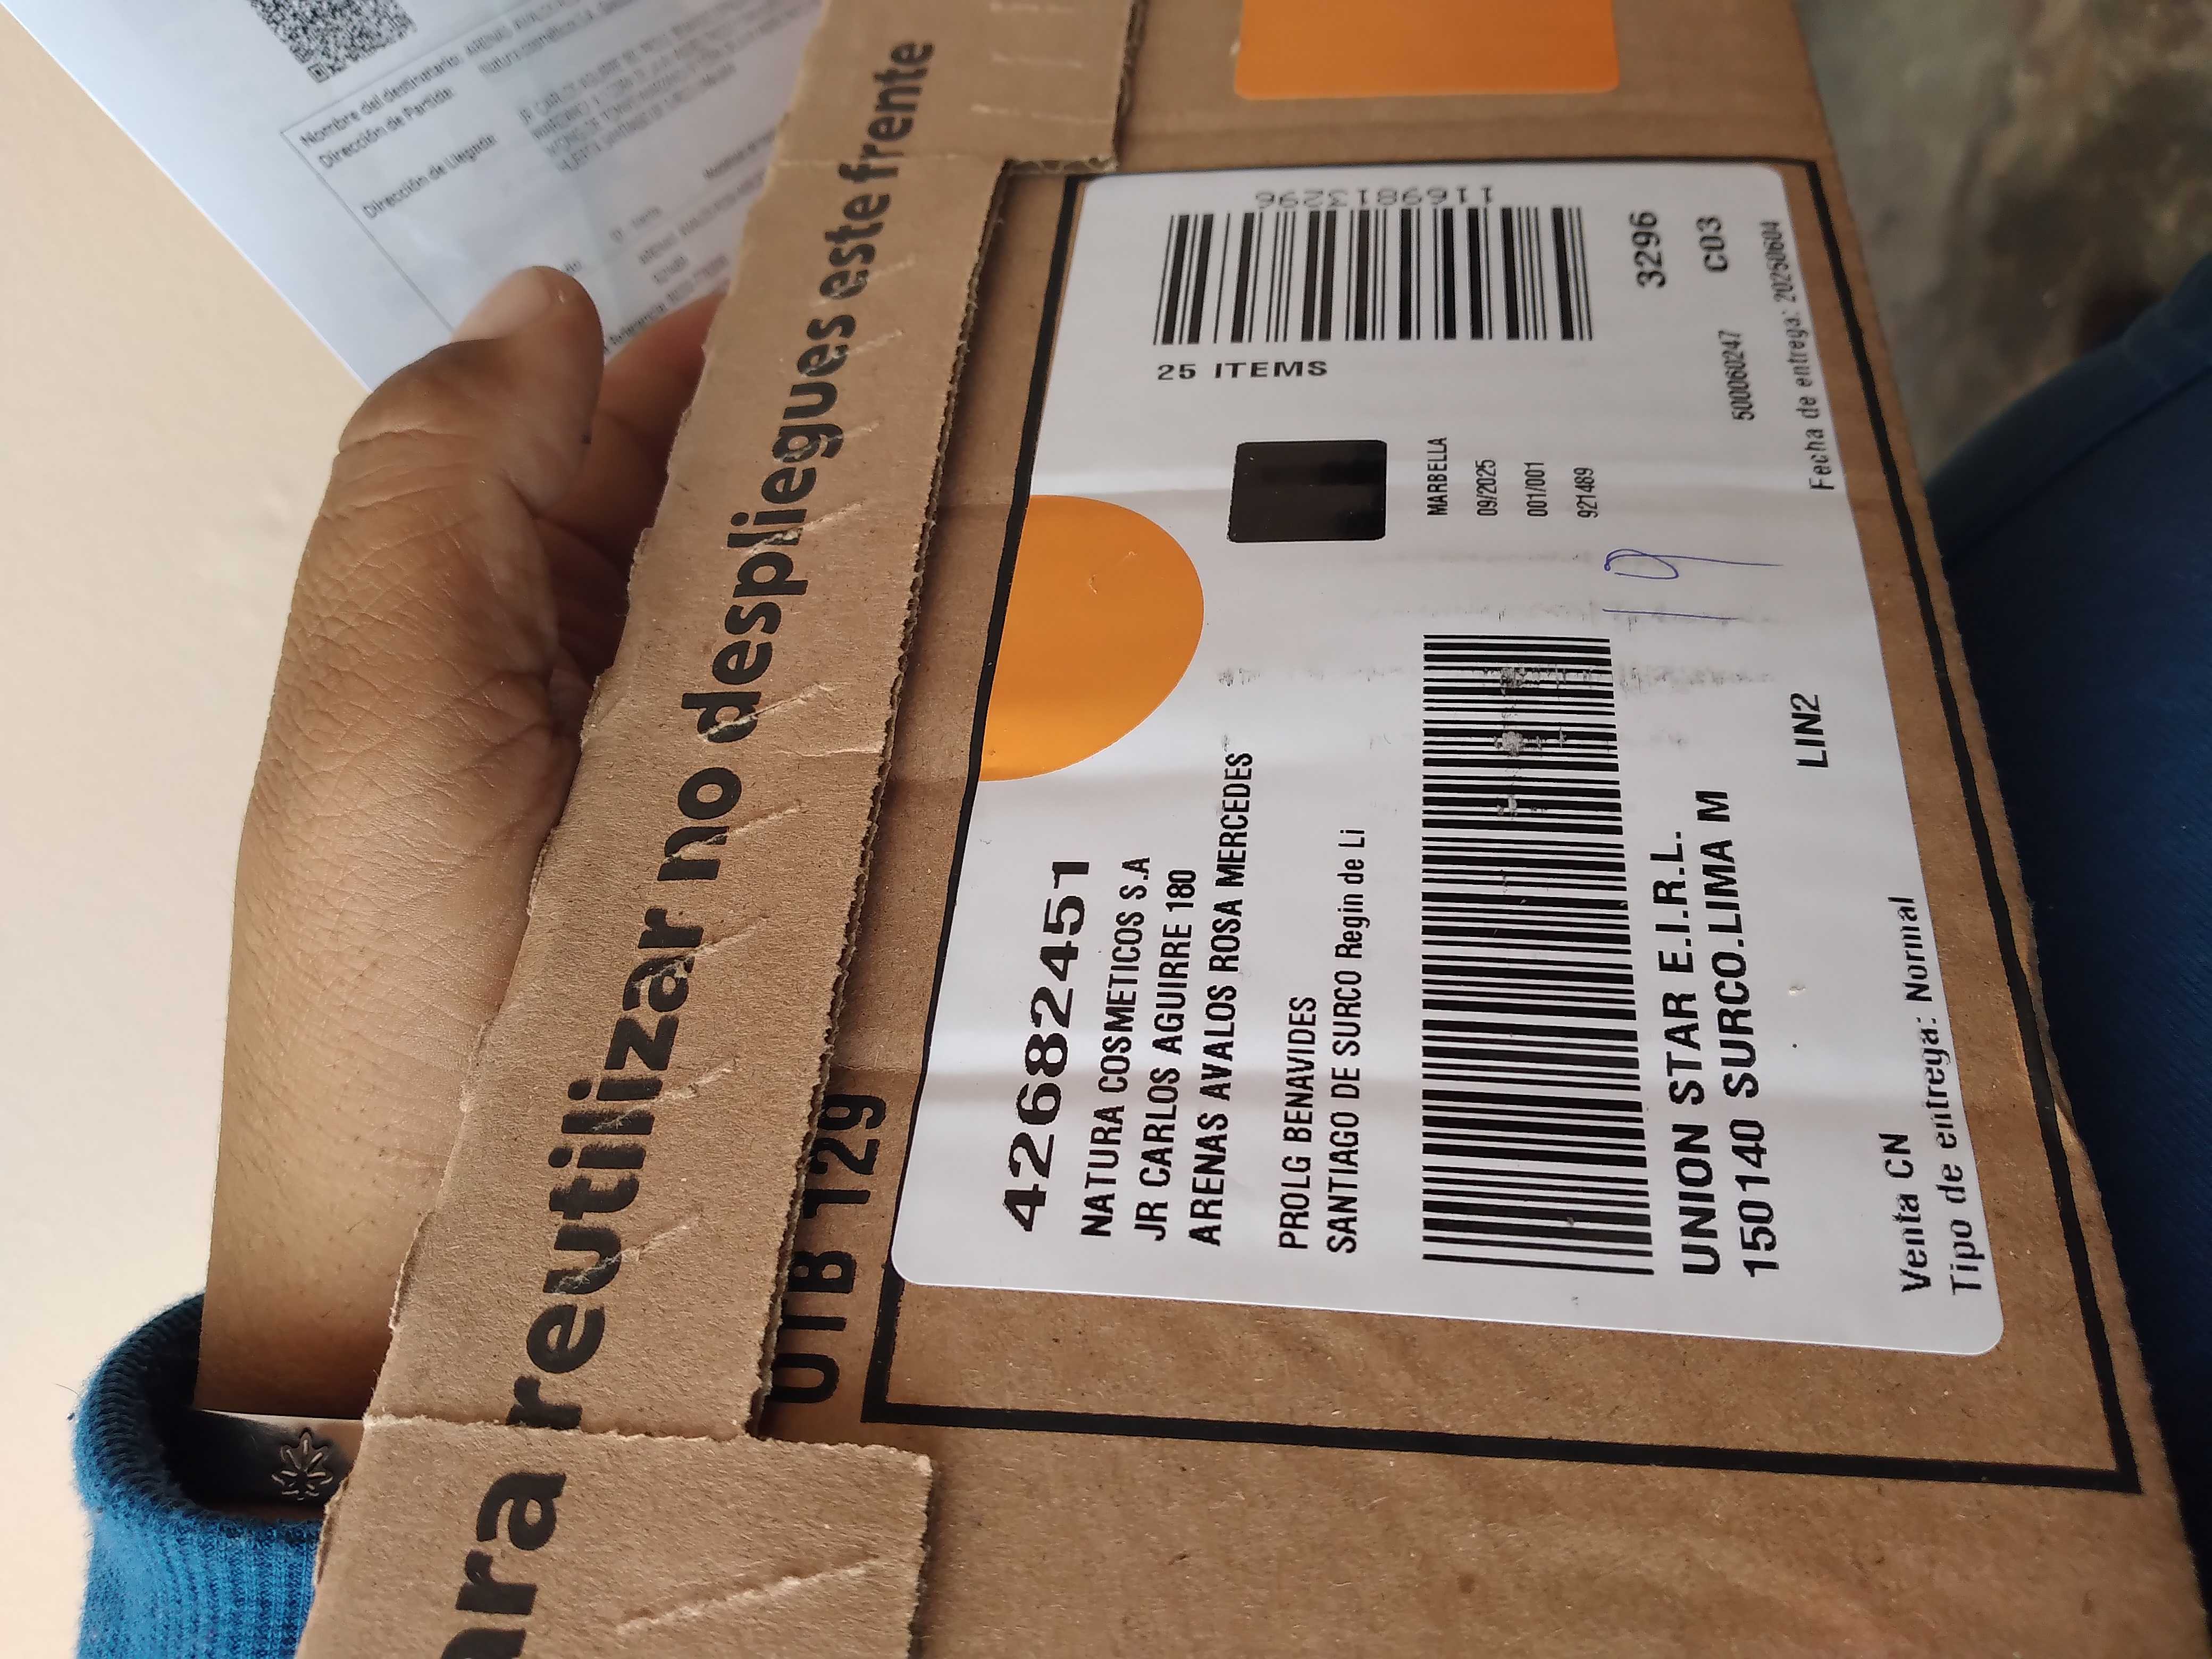 Nombre del destinatario:
Dirección de Partida:
Dirección de Llegada:
para reutilizar no despliegues este frente
UTB 129
42682451
NATURA COSMETICOS S.A
JR CARLOS AGUIRRE 180
ARENAS AVALOS ROSA MERCEDES
PROLG BENAVIDES
SANTIAGO DE SURCO Regin de Li
25 ITEMS
1169813296
MARBELLA
09/2025
001/001
921489
3296
C03
500060247
Fecha de entrega: 20250604
19
UNION STAR E.I.R.L.
150140 SURCO.LIMA M
LIN2
Venta CN
Tipo de entrega: Normal